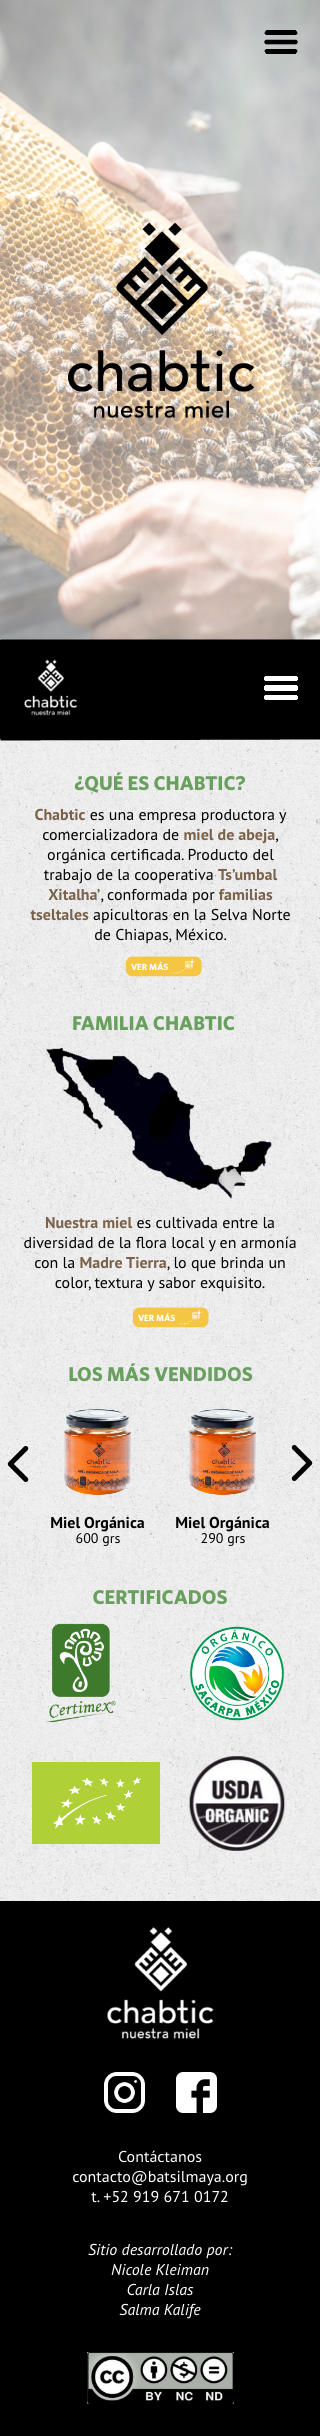 chabtic
nuestra miel
chabtic
nuestra miel
¿QUÉ ES CHABTIC?
Chabtic es una empresa productora y
comercializadora de miel de abeja,
orgánica certificada. Producto del
trabajo de la cooperativa Ts'umbal
Xitalha', conformada por familias
tseltales apicultoras en la Selva Norte
de Chiapas, México.
VER MÁS
FAMILIA CHABTIC
Nuestra miel es cultivada entre la
diversidad de la flora local y en armonía
con la Madre Tierra, lo que brinda un
color, textura y sabor exquisito.
VER MÁS
LOS MÁS VENDIDOS
chabtic
chabtic
Miel Orgánica
600 grs
Miel Orgánica
290 grs
CERTIFICADOS
Certimex
ORGÁNICO
SAGARPA MÉXICO
USDA
ORGANIC
chabtic
nuestra miel
Contáctanos
contacto@batsilmaya.org
t. +52 919 671 0172
Sitio desarrollado por:
Nicole Kleiman
Carla Islas
Salma Kalife
CC
BY NC ND